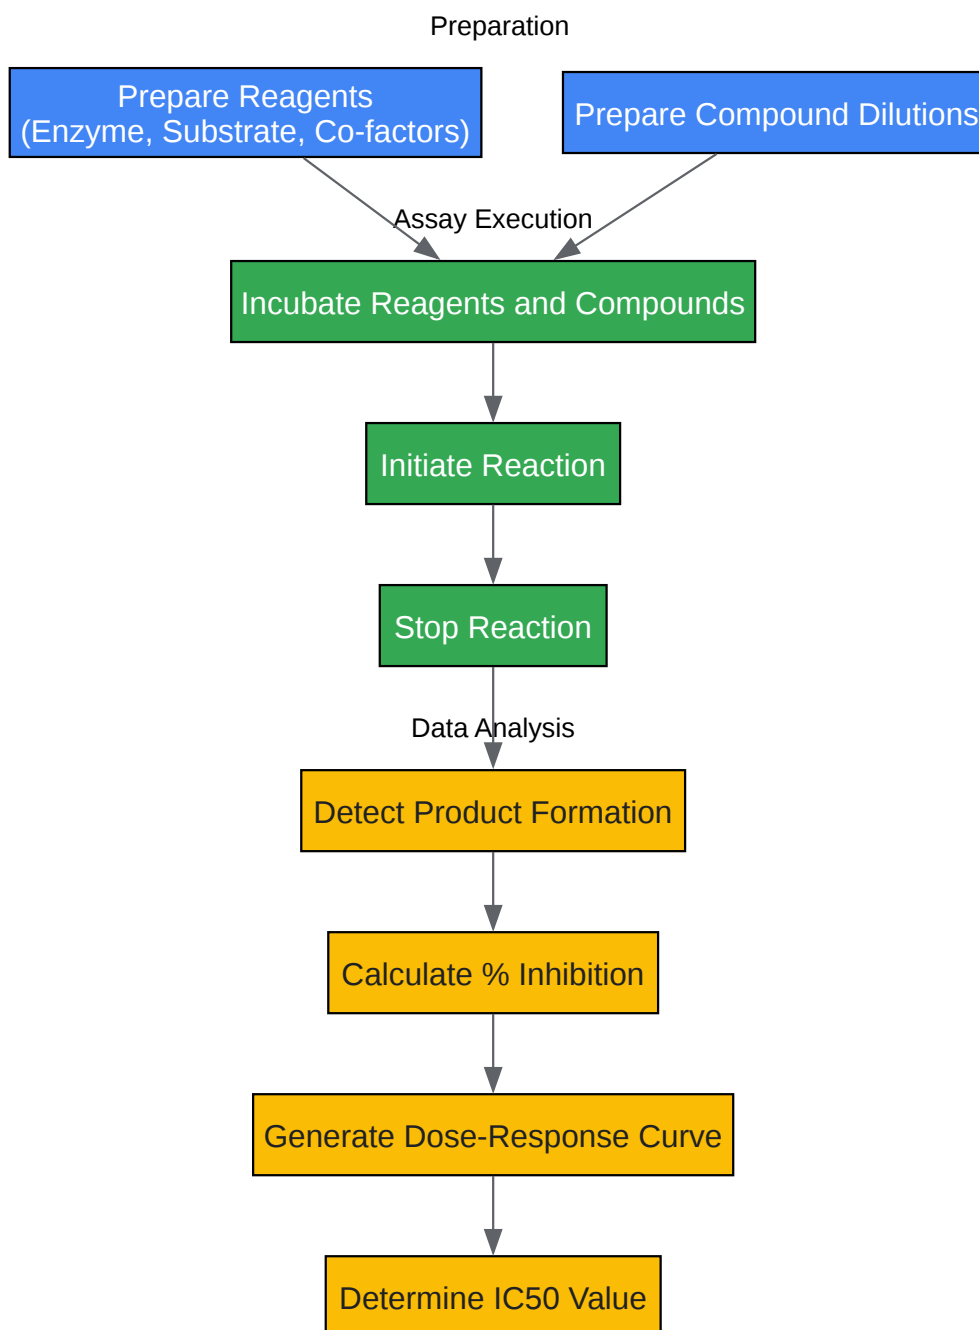 Preparation
Prepare Reagents
(Enzyme, Substrate, Co-factors)
Prepare Compound Dilutions
Assay Execution
Incubate Reagents and Compounds
Initiate Reaction
Stop Reaction
Data Analysis
Detect Product Formation
Calculate % Inhibition
Generate Dose-Response Curve
Determine IC50 Value